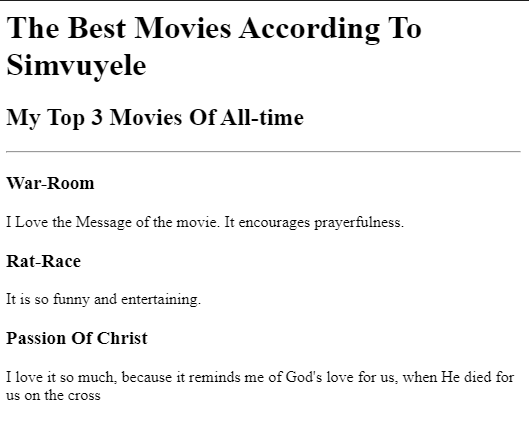 The Best Movies According To
Simvuyele
My Top 3 Movies Of All-time
War-Room
I Love the Message of the movie. It encourages prayerfulness.
Rat-Race
It is so funny and entertaining.
Passion Of Christ
I love it so much, because it reminds me of God's love for us, when He died for
us on the cross